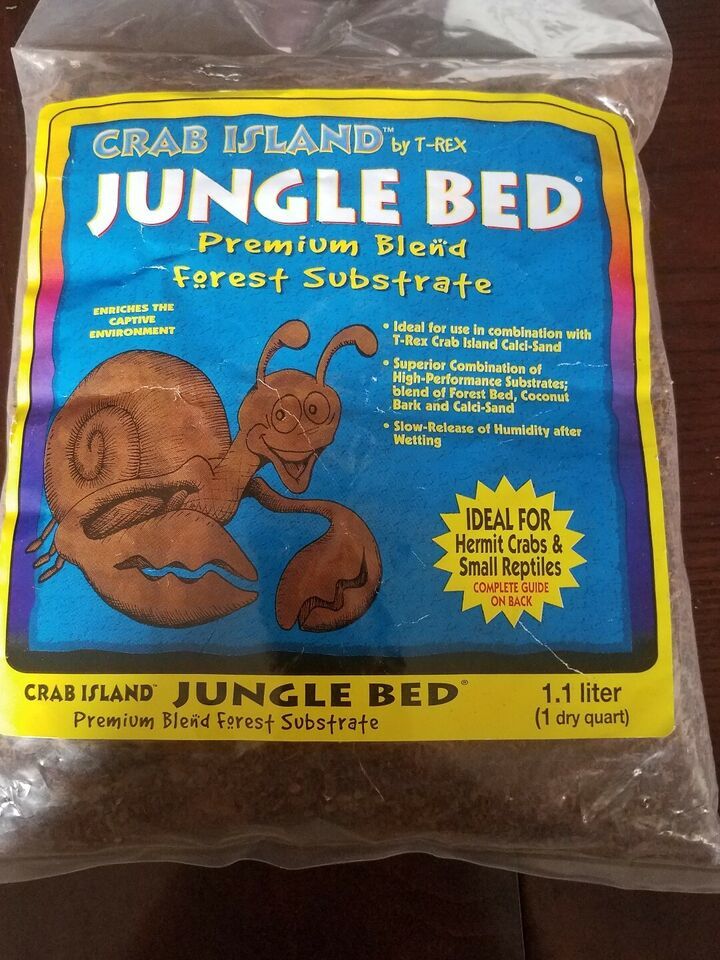 CRAB ISLAND™ by T-REX
JUNGLE BED®
Premium Blend
Forest Substrate
ENRICHES THE
CAPTIVE
ENVIRONMENT
• Ideal for use in combination with
T-Rex Crab Island Calci-Sand
• Superior Combination of
High-Performance Substrates;
blend of Forest Bed, Coconut
Bark and Calci-Sand
• Slow-Release of Humidity after
Wetting
IDEAL FOR
Hermit Crabs &
Small Reptiles
COMPLETE GUIDE
ON BACK
CRAB ISLAND™ JUNGLE BED®
Premium Blend Forest Substrate
1.1 liter
(1 dry quart)